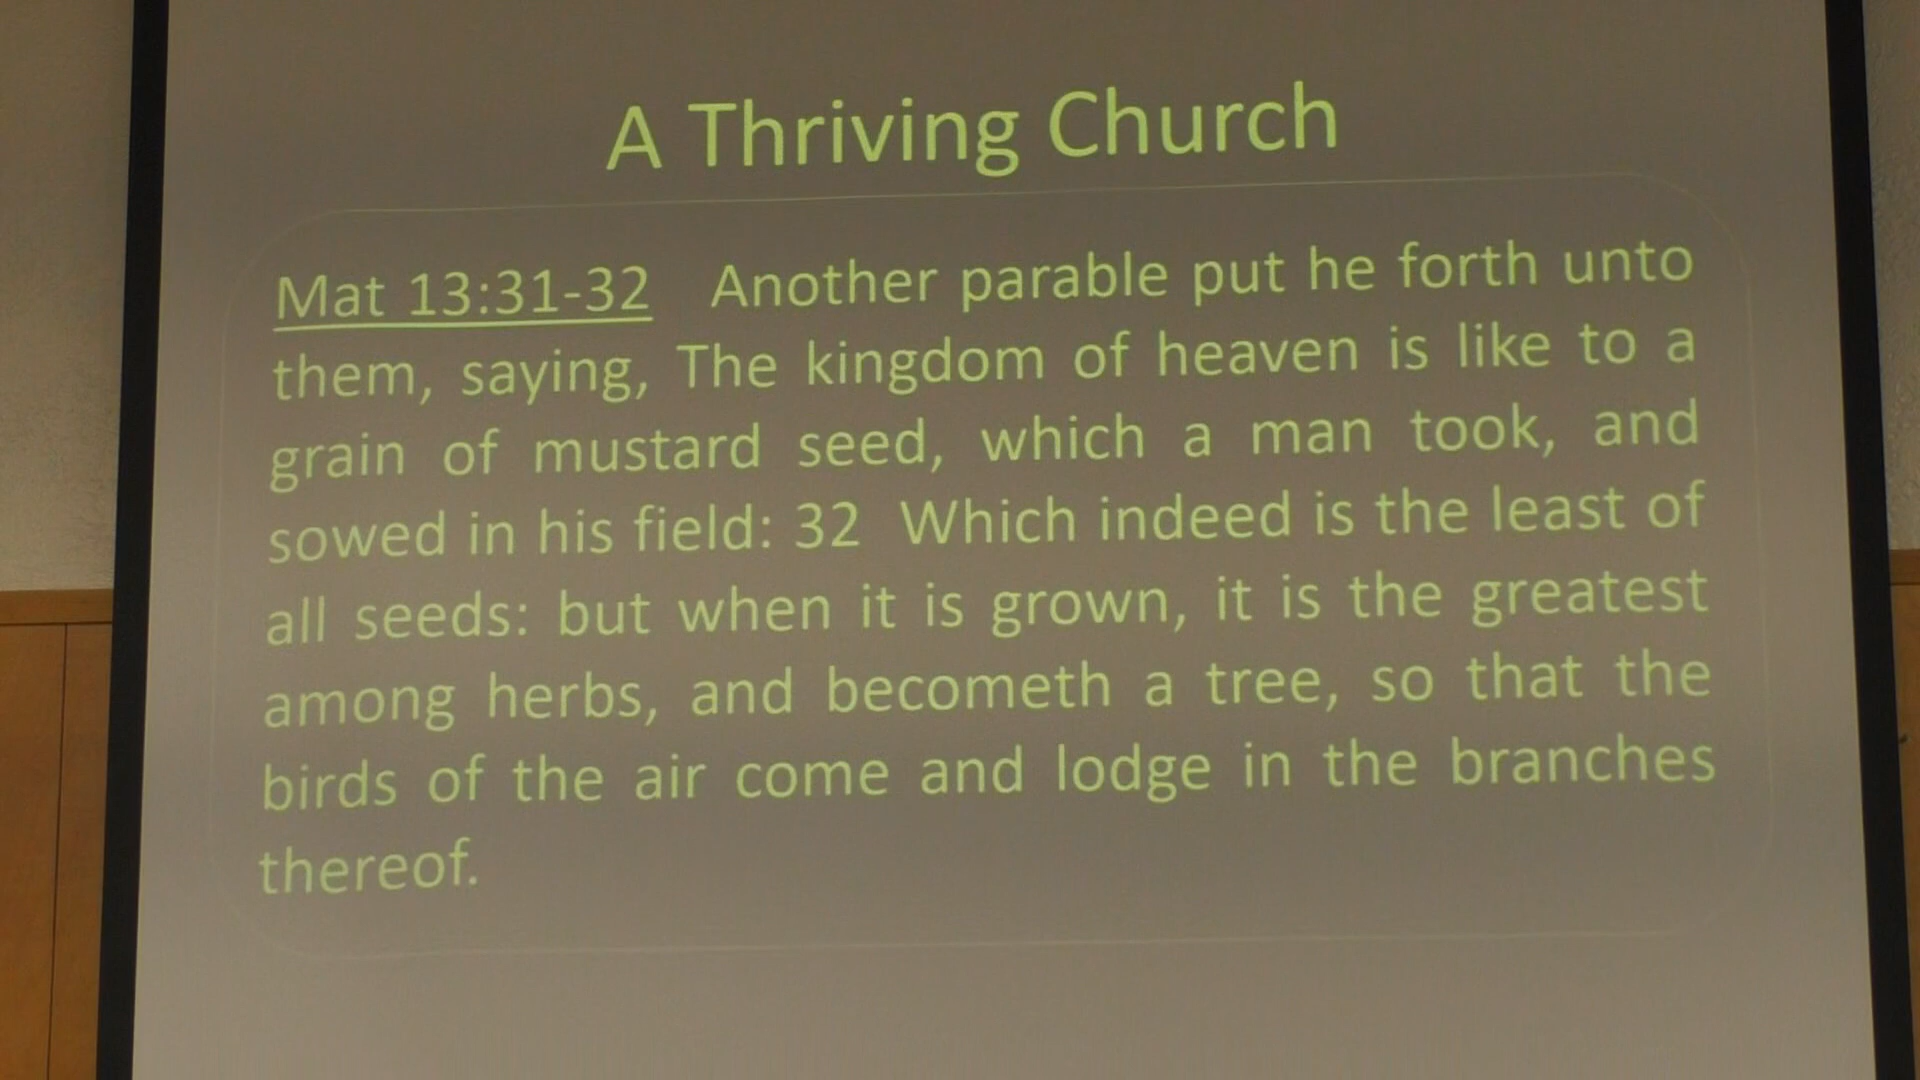 A Thriving Church
Mat 13:31-32 Another parable put he forth unto
them, saying, The kingdom of heaven is like to a
grain of mustard seed, which a man took, and
sowed in his field: 32 Which indeed is the least of
all seeds: but when it is grown, it is the greatest
among herbs, and becometh a tree, so that the
birds of the air come and lodge in the branches
thereof.